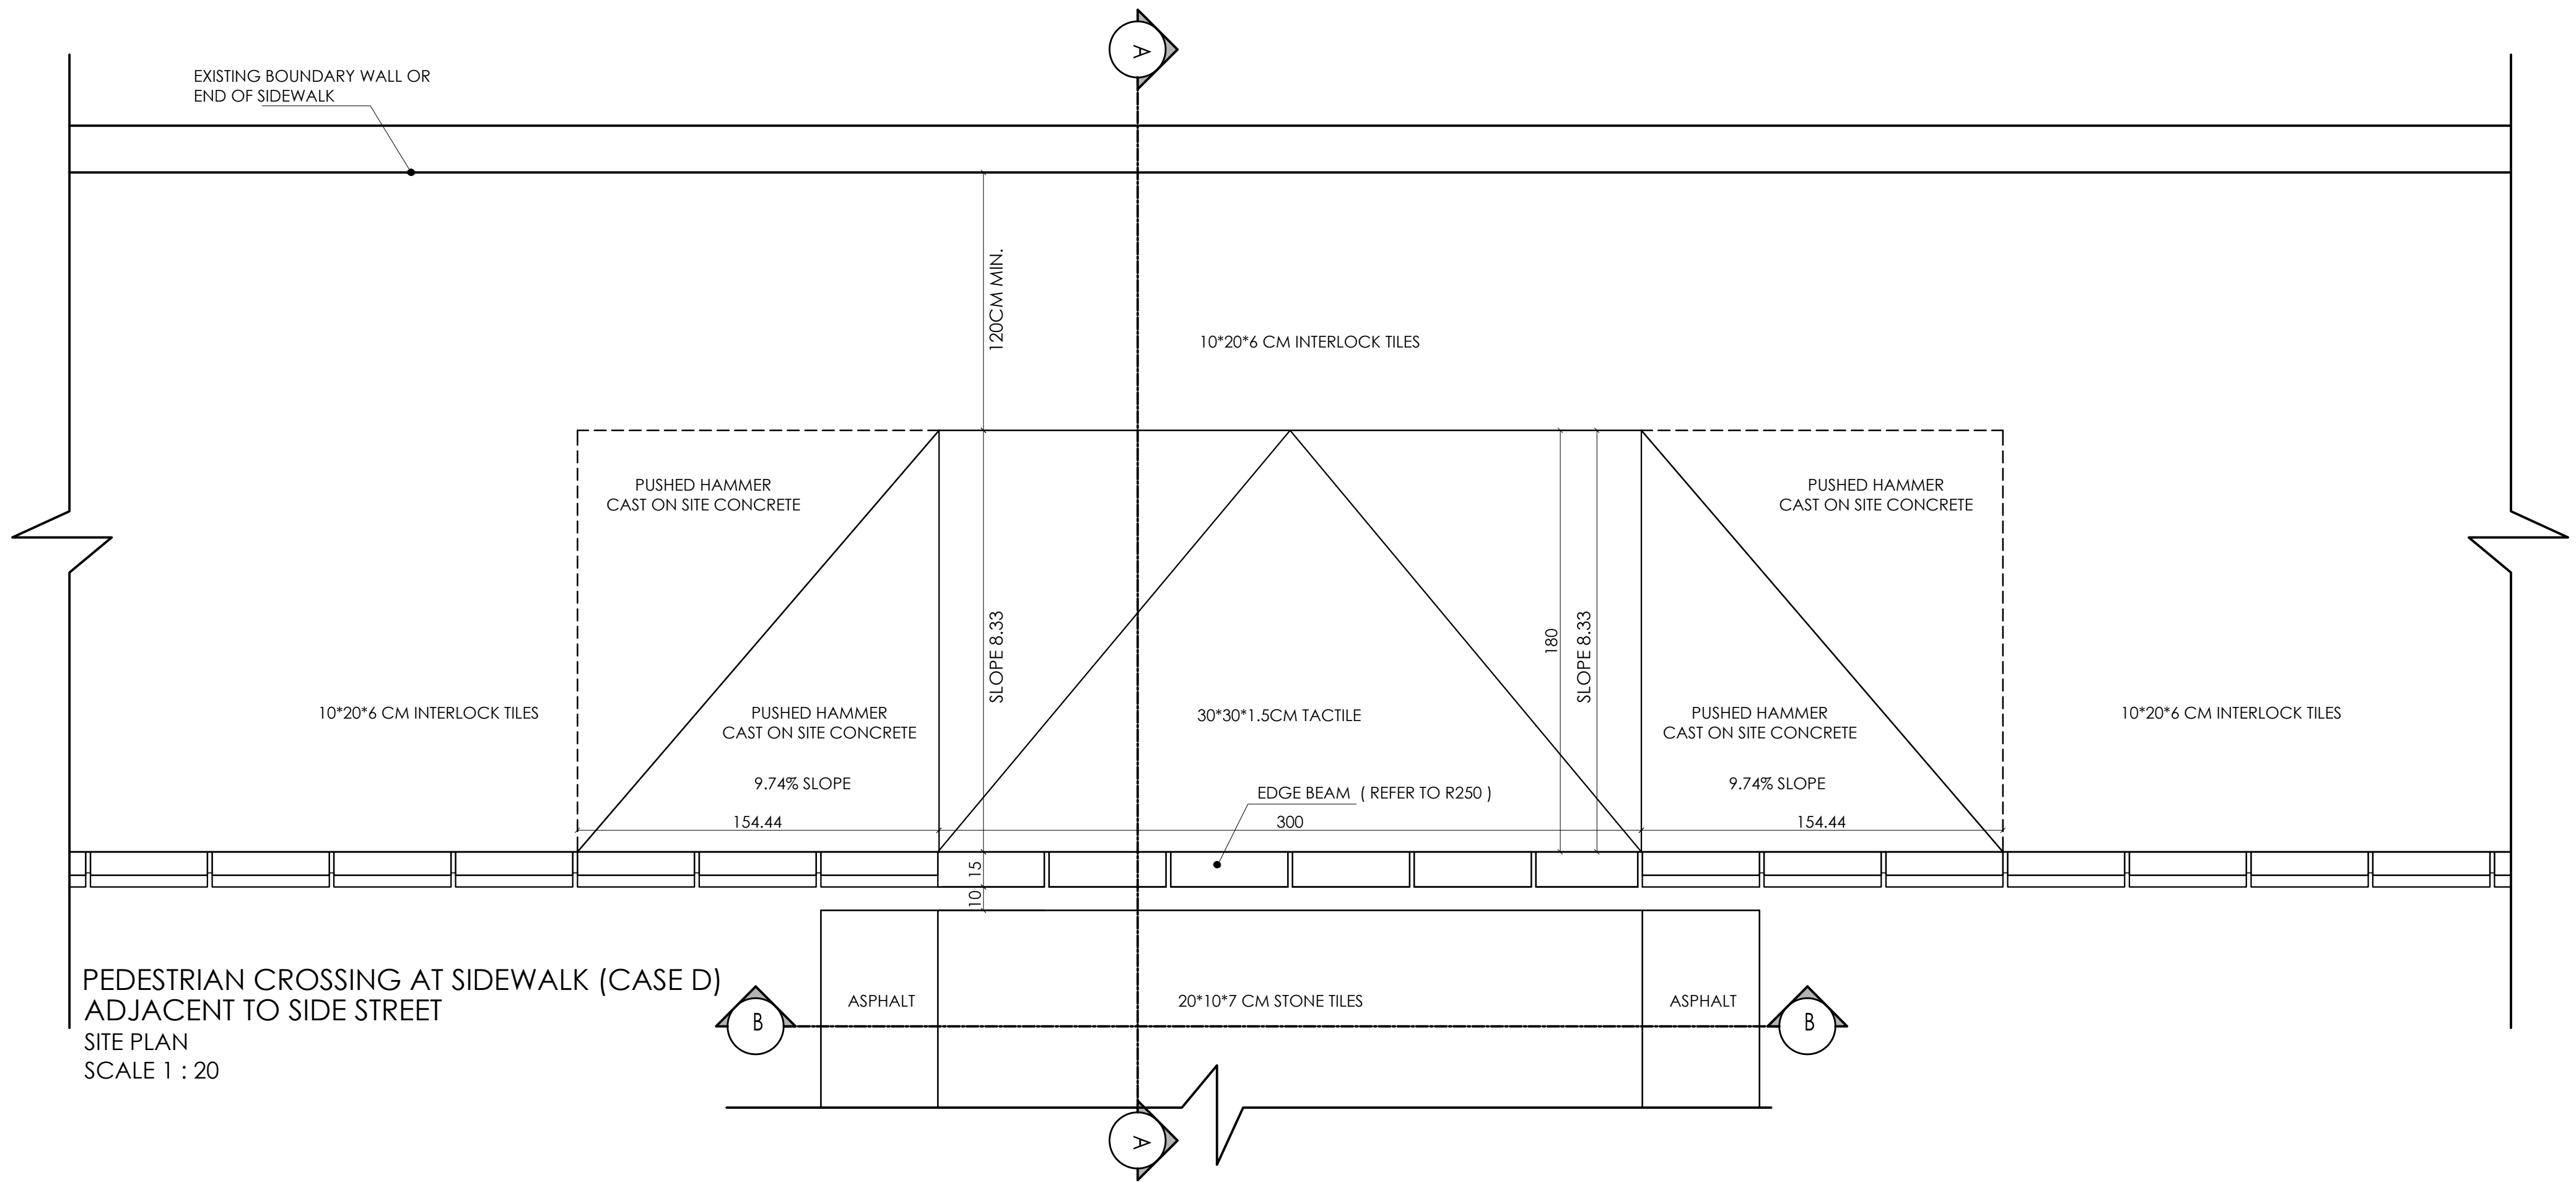 A
EXISTING BOUNDARY WALL OR
END OF SIDEWALK
120CM MIN.
10*20*6 CM INTERLOCK TILES
PUSHED HAMMER
CAST ON SITE CONCRETE
PUSHED HAMMER
CAST ON SITE CONCRETE
SLOPE 8.33
180
SLOPE 8.33
10*20*6 CM INTERLOCK TILES
PUSHED HAMMER
CAST ON SITE CONCRETE
30*30*1.5CM TACTILE
PUSHED HAMMER
CAST ON SITE CONCRETE
10*20*6 CM INTERLOCK TILES
9.74% SLOPE
9.74% SLOPE
EDGE BEAM ( REFER TO R250 )
154.44
300
154.44
15
10
PEDESTRIAN CROSSING AT SIDEWALK (CASE D)
ADJACENT TO SIDE STREET
SITE PLAN
SCALE 1 : 20
B
ASPHALT
20*10*7 CM STONE TILES
ASPHALT
B
A